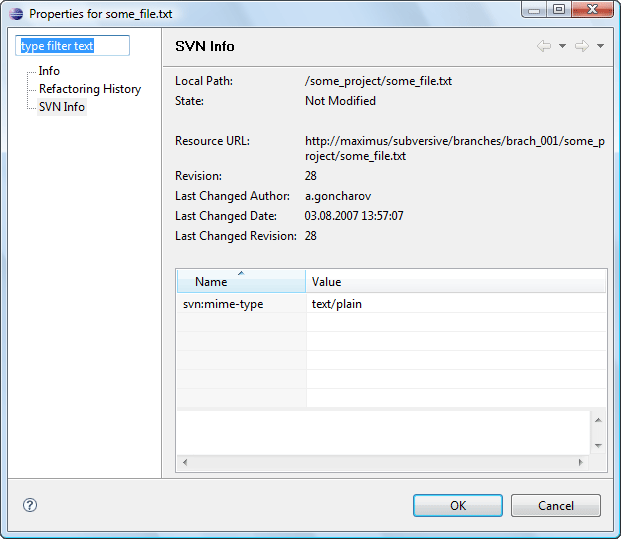 Properties for some_file.txt
type filter text
Info
Refactoring History
SVN Info
SVN Info
Local Path: /some_project/some_file.txt
State: Not Modified
Resource URL: http://maximus/subversive/branches/brach_001/some_p
roject/some_file.txt
Revision: 28
Last Changed Author: a.goncharov
Last Changed Date: 03.08.2007 13:57:07
Last Changed Revision: 28
Name Value
svn:mime-type text/plain
?
OK Cancel